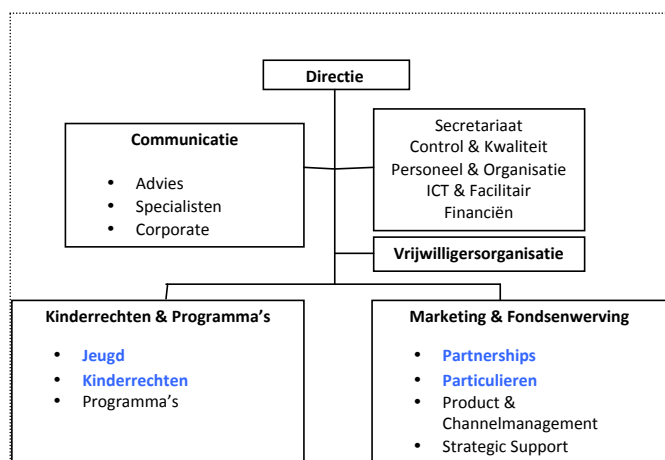 Directie
Communicatie
• Advies
• Specialisten
• Corporate
Secretariaat
Control & Kwaliteit
Personeel & Organisatie
ICT & Facilitair
Financiën
Vrijwilligersorganisatie
Kinderrechten & Programma's
• Jeugd
• Kinderrechten
• Programma's
Marketing & Fondsenwerving
• Partnerships
• Particulieren
• Product &
Channelmanagement
• Strategic Support